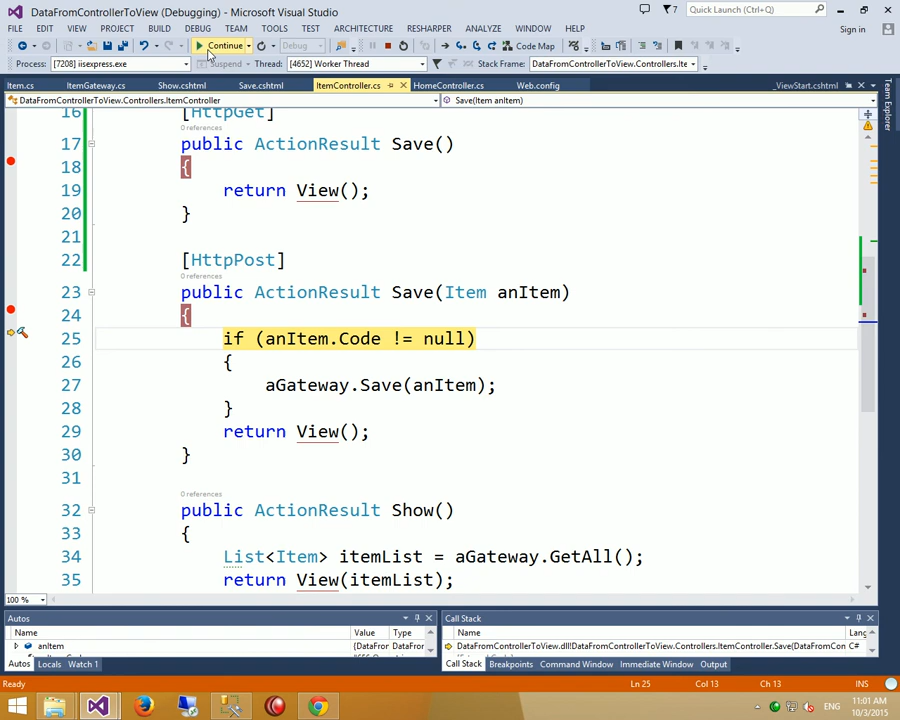 DataFromControllerToView (Debugging) - Microsoft Visual Studio
7
Quick Launch (Ctrl+Q)
FILE EDIT VIEW PROJECT BUILD DEBUG TEAM TOOLS TEST ARCHITECTURE RESHARPER ANALYZE WINDOW HELP
Sign in
Continue Debug Code Map
Process: [7208] iisexpress.exe Suspend Thread: [4652] Worker Thread Stack Frame: DataFromControllerToView.Controllers.Ite
Item.cs ItemGateway.cs Show.cshtml Save.cshtml ItemController.cs HomeController.cs Web.config _ViewStart.cshtml
Team Explorer
DataFromControllerToView.Controllers.ItemController Save(Item anItem)
16 [HttpGet]
0 references
17 public ActionResult Save()
18 {
19 return View();
20 }
21
22 [HttpPost]
0 references
23 public ActionResult Save(Item anItem)
24 {
25 if (anItem.Code != null)
26 {
27 aGateway.Save(anItem);
28 }
29 return View();
30 }
31
0 references
32 public ActionResult Show()
33 {
34 List<Item> itemList = aGateway.GetAll();
35 return View(itemList);
100 %
Autos Call Stack
Name Value Type Name Lang
anItem {DataFron DataFromControllerToView.dll!DataFromControllerToView.Controllers.ItemController.Save(DataFromCon C#
Autos Locals Watch 1 Call Stack Breakpoints Command Window Immediate Window Output
Ready Ln 25 Col 13 Ch 13 INS
ENG 11:01 AM
10/3/2015